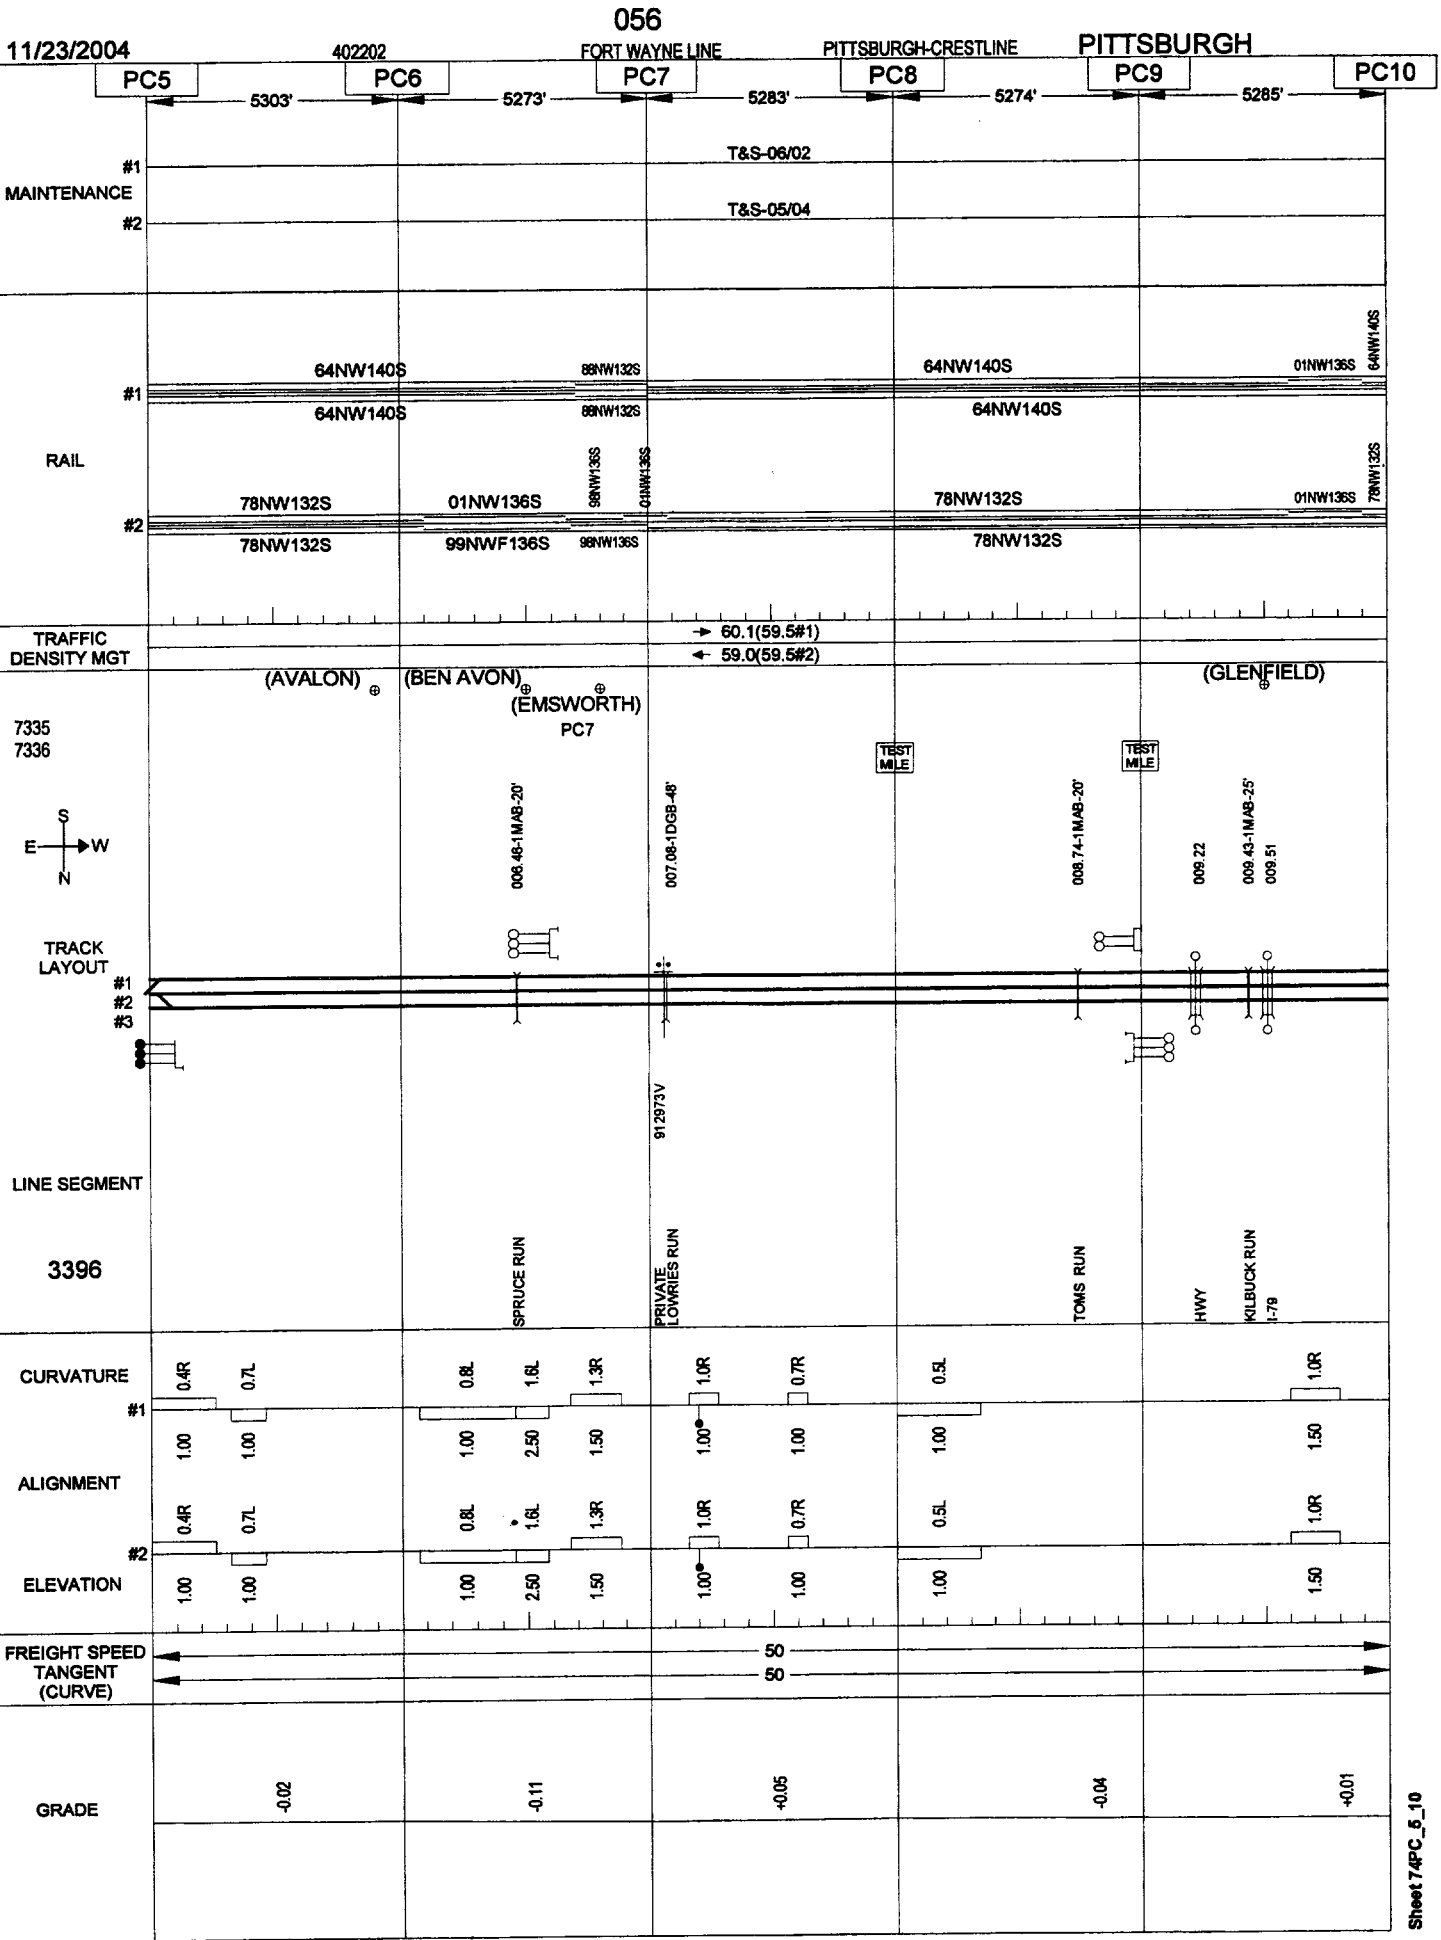 056
11/23/2004 402202 FORT WAYNE LINE PITTSBURGH-CRESTLINE PITTSBURGH
PC5 PC6 PC7 PC8 PC9 PC10
5303' 5273' 5283' 5274' 5285'
#1 T&S-06/02
MAINTENANCE
#2 T&S-05/04
64NW140S 88NW132S 64NW140S 01NW136S 64NW140S
#1
64NW140S 88NW132S 64NW140S
RAIL
98NW136S 01NW136S 78NW132S
78NW132S 01NW136S 78NW132S 01NW136S
#2
78NW132S 99NWF136S 98NW136S 78NW132S
TRAFFIC
DENSITY MGT
60.1(59.5#1)
59.0(59.5#2)
(AVALON) (BEN AVON) (GLENFIELD)
(EMSWORTH)
PC7
7335
7336
TEST
MILE
TEST
MILE
S
E W
N
006.46-1MAB-20'
007.08-1DGB-48'
008.74-1MAB-20'
009.22
009.43-1MAB-25'
009.51
TRACK
LAYOUT
#1
#2
#3
912973V
LINE SEGMENT
3396
SPRUCE RUN
PRIVATE
LOWRIES RUN
TOMS RUN
HWY
KILBUCK RUN
I-79
CURVATURE
0.4R 0.7L 0.8L 1.6L 1.3R 1.0R 0.7R 0.5L 1.0R
#1
1.00 1.00 1.00 2.50 1.50 1.00 1.00 1.00 1.50
ALIGNMENT
0.4R 0.7L 0.8L 1.6L 1.3R 1.0R 0.7R 0.5L 1.0R
#2
ELEVATION
1.00 1.00 1.00 2.50 1.50 1.00 1.00 1.00 1.50
FREIGHT SPEED
TANGENT
(CURVE)
50
50
GRADE
-0.02 -0.11 +0.05 -0.04 +0.01
Sheet 74PC_5_10